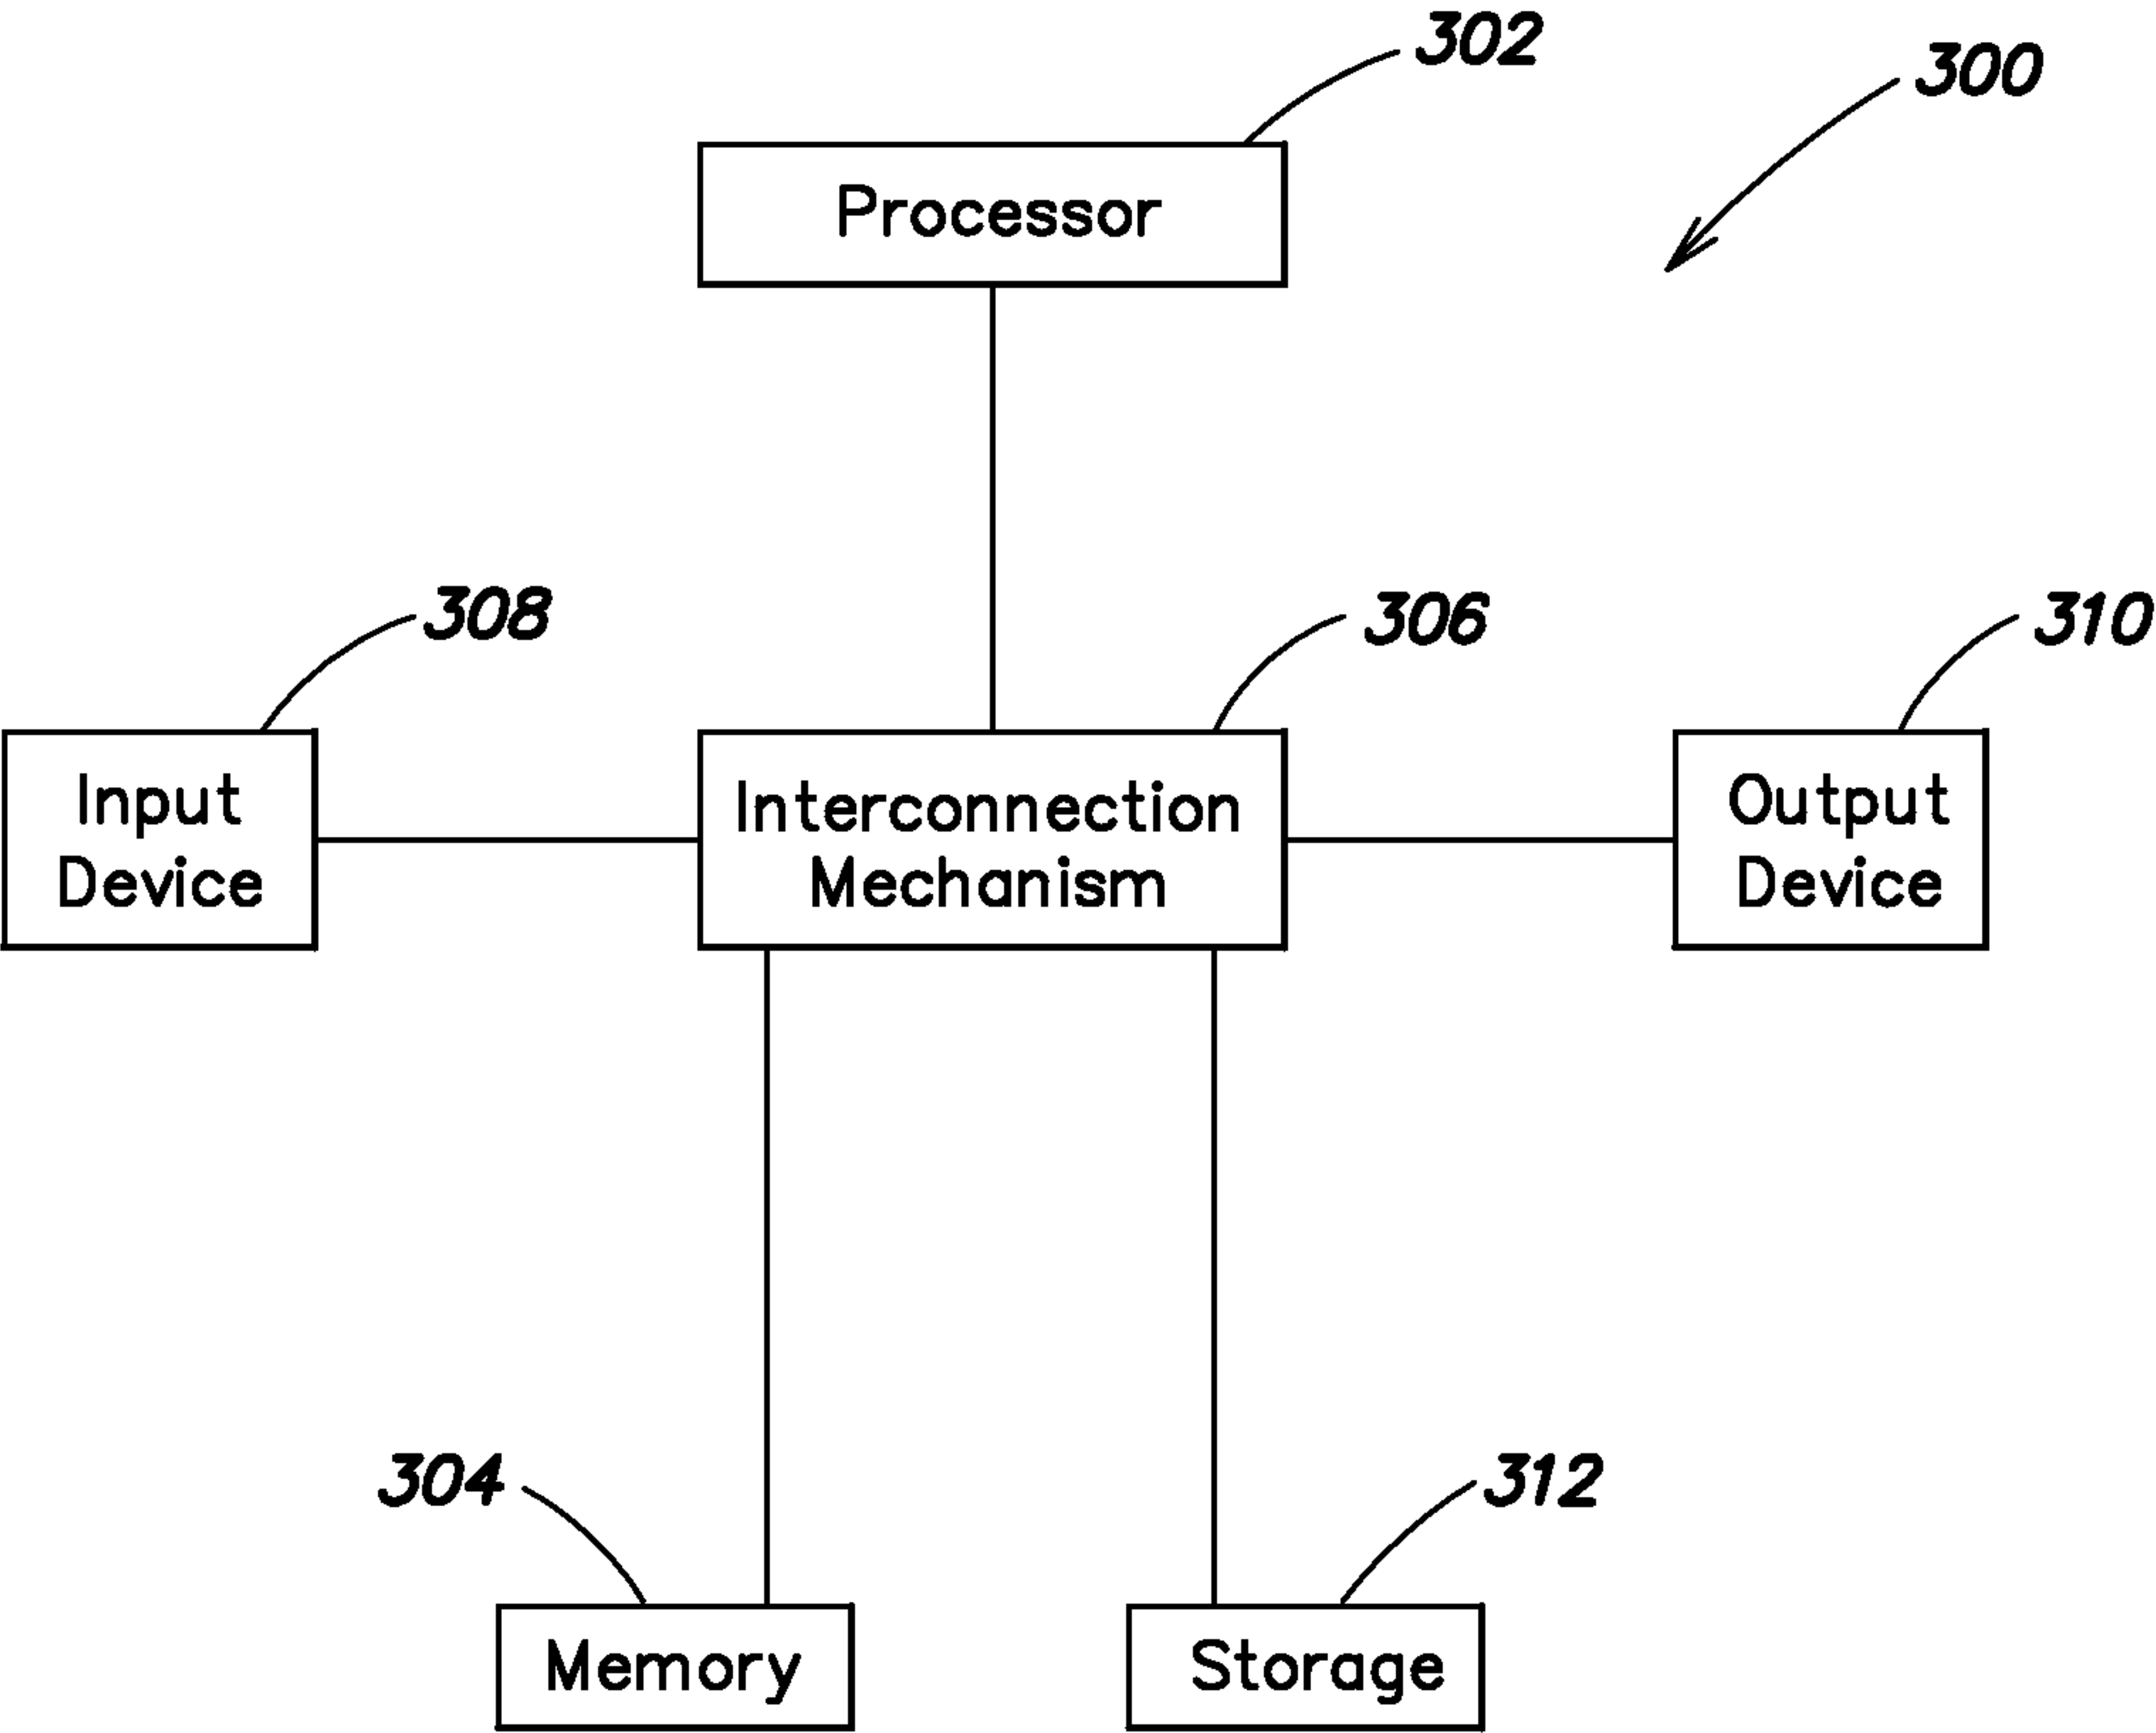 302
300
Processor
308
306
310
Input
Device
Interconnection
Mechanism
Output
Device
304
312
Memory
Storage